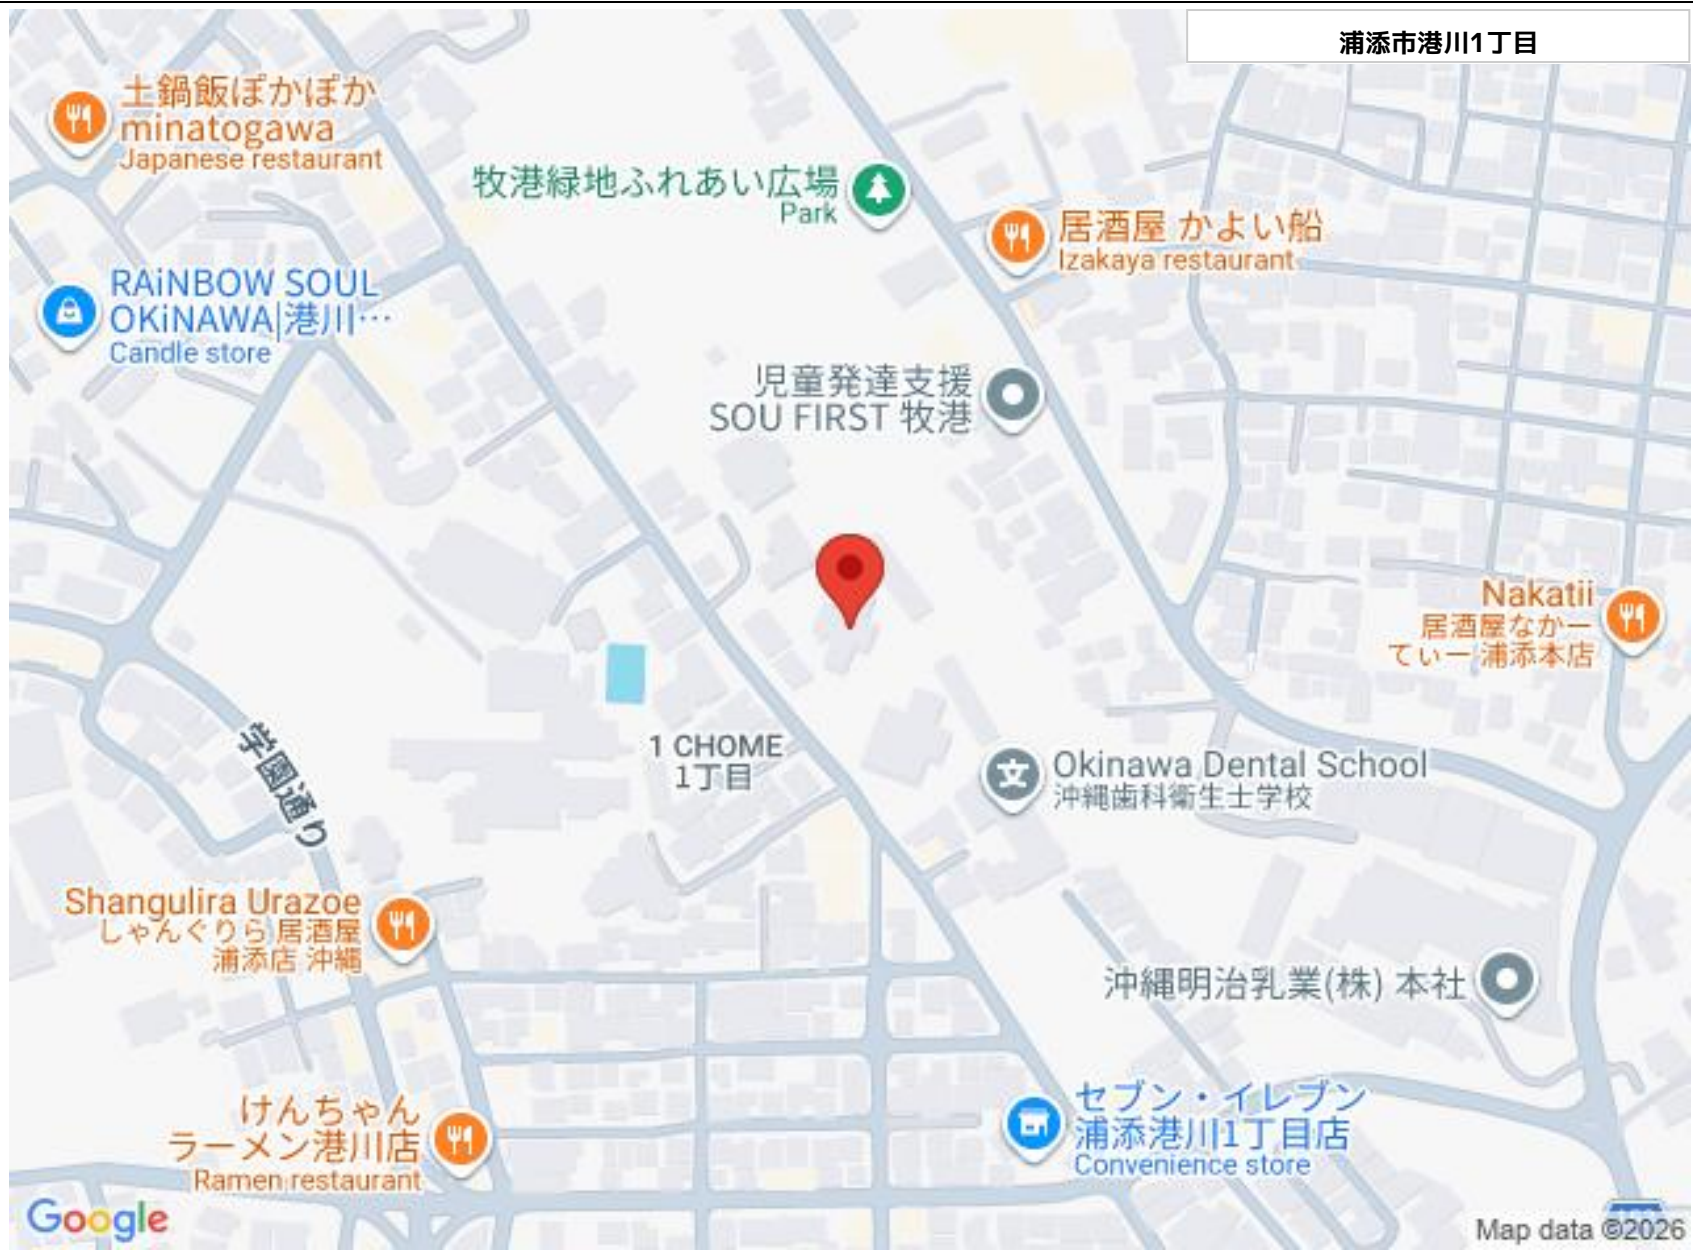 浦添市港川1丁目
土鍋飯ぽかぽか
minatogawa
Japanese restaurant
牧港緑地ふれあい広場
Park
居酒屋 かよい船
Izakaya restaurant
RAiNBOW SOUL
OKiNAWA|港川…
Candle store
児童発達支援
SOU FIRST 牧港
Nakatii
居酒屋なかー
てぃー 浦添本店
1 CHOME
1丁目
学園通り
Okinawa Dental School
沖縄歯科衛生士学校
Shangulira Urazoe
しゃんぐりら 居酒屋
浦添店 沖縄
沖縄明治乳業(株) 本社
けんちゃん
ラーメン港川店
Ramen restaurant
セブン・イレブン
浦添港川1丁目店
Convenience store
Google
Map data ©2026